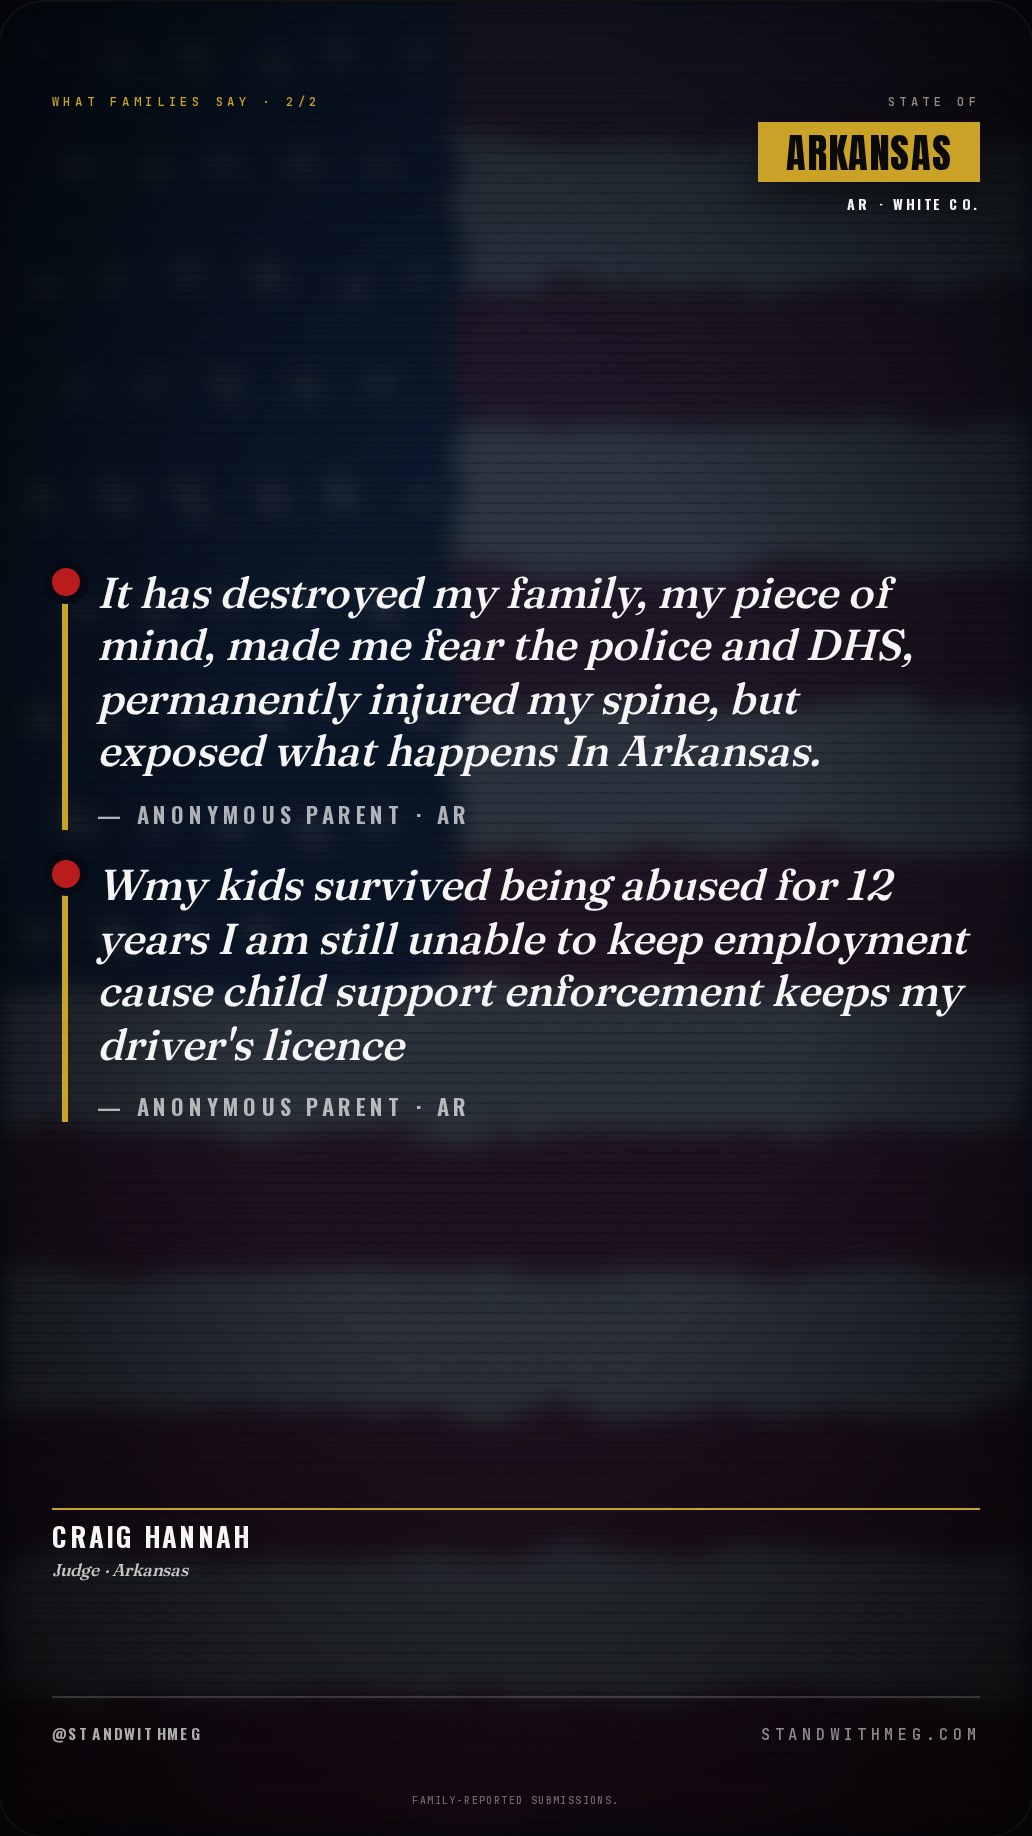 WHAT FAMILIES SAY · 2/2
STATE OF
ARKANSAS
AR · WHITE CO.
It has destroyed my family, my piece of
mind, made me fear the police and DHS,
permanently injured my spine, but
exposed what happens In Arkansas.
— ANONYMOUS PARENT · AR
Wmy kids survived being abused for 12
years I am still unable to keep employment
cause child support enforcement keeps my
driver's licence
— ANONYMOUS PARENT · AR
CRAIG HANNAH
Judge · Arkansas
@STANDWITHMEG
STANDWITHMEG.COM
FAMILY-REPORTED SUBMISSIONS.